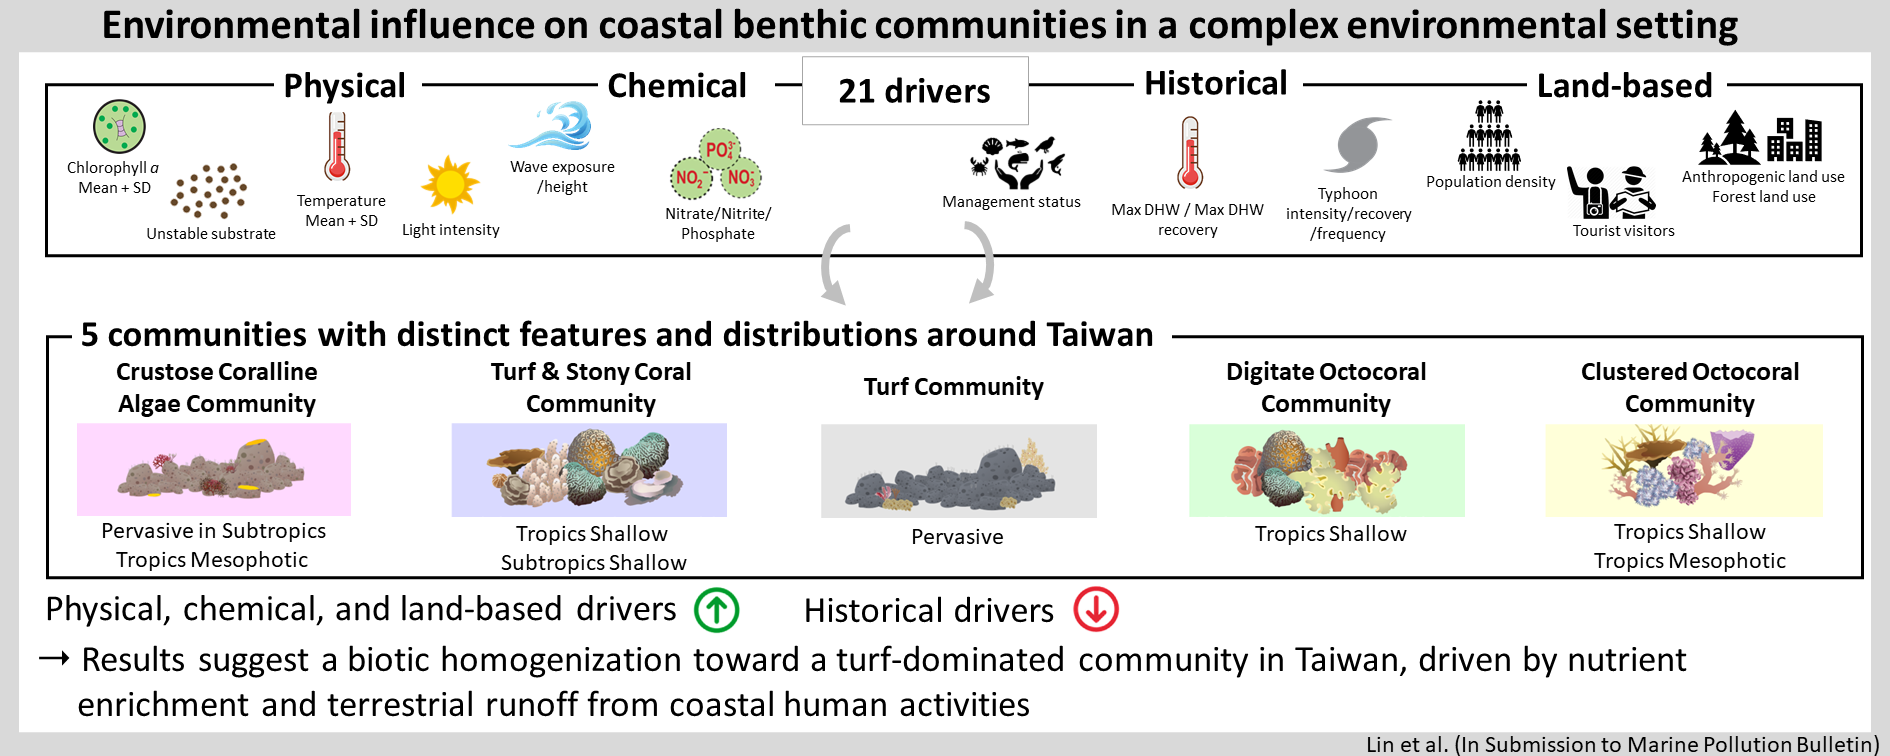 Environmental influence on coastal benthic communities in a complex environmental setting
Physical
Chemical
21 drivers
Historical
Land-based
Chlorophyll a
Mean + SD
Unstable substrate
Temperature
Mean + SD
Light intensity
Wave exposure
/height
PO₄³⁻
NO₂⁻
NO₃⁻
Nitrate/Nitrite/
Phosphate
Management status
Max DHW / Max DHW
recovery
Typhoon
intensity/recovery
/frequency
Population density
Tourist visitors
Anthropogenic land use
Forest land use
5 communities with distinct features and distributions around Taiwan
Crustose Coralline
Algae Community
Pervasive in Subtropics
Tropics Mesophotic
Turf & Stony Coral
Community
Tropics Shallow
Subtropics Shallow
Turf Community
Pervasive
Digitate Octocoral
Community
Tropics Shallow
Clustered Octocoral
Community
Tropics Shallow
Tropics Mesophotic
Physical, chemical, and land-based drivers
Historical drivers
→ Results suggest a biotic homogenization toward a turf-dominated community in Taiwan, driven by nutrient
enrichment and terrestrial runoff from coastal human activities
Lin et al. (In Submission to Marine Pollution Bulletin)